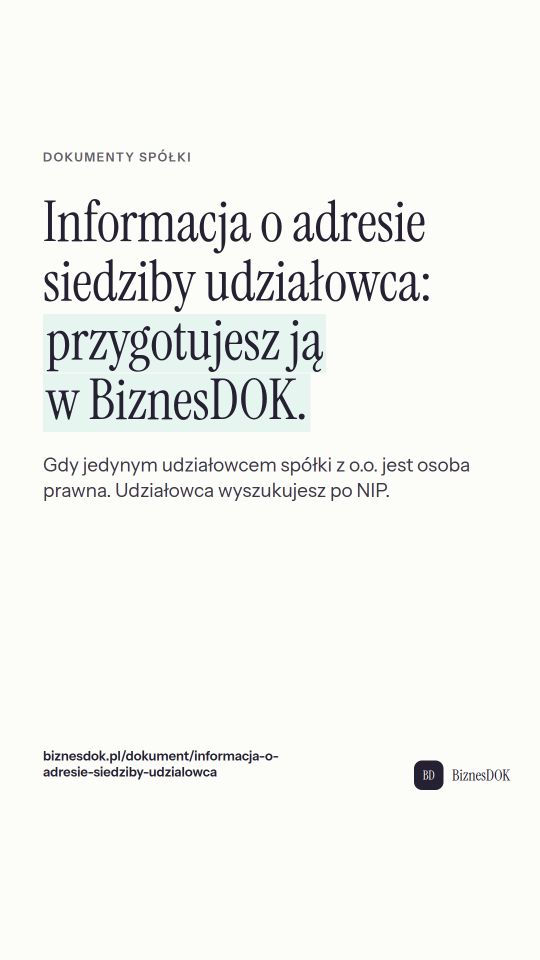 DOKUMENTY SPÓŁKI
Informacja o adresie
siedziby udziałowca:
przygotujesz ją
w BiznesDOK.
Gdy jedynym udziałowcem spółki z o.o. jest osoba
prawna. Udziałowca wyszukujesz po NIP.
biznesdok.pl/dokument/informacja-o-
adresie-siedziby-udzialowca
BD BiznesDOK